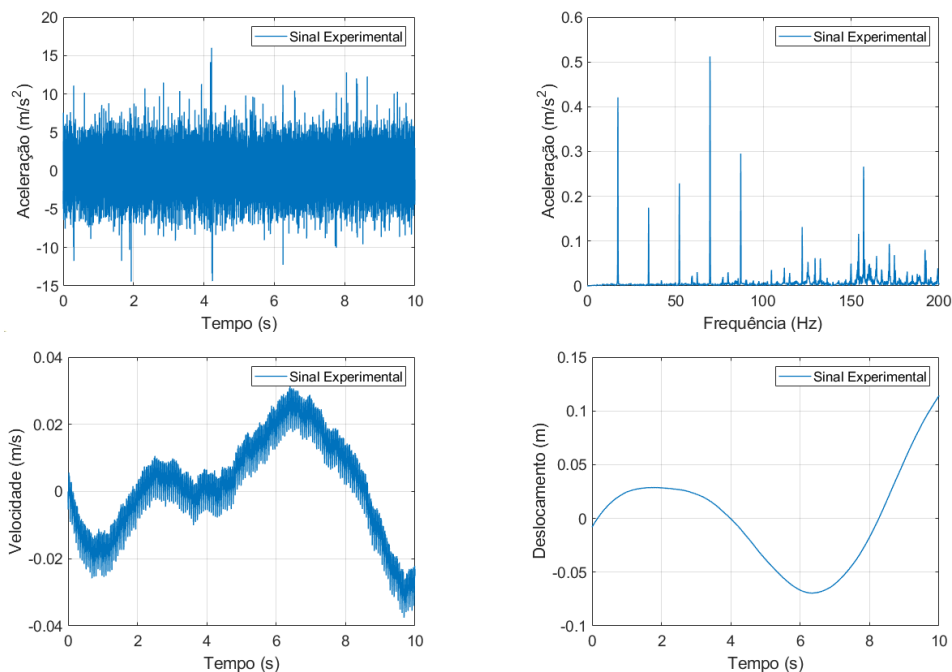 20
15
10
5
0
-5
-10
-15
0 2 4 6 8 10
Tempo (s)
Aceleração (m/s²)
Sinal Experimental
0.6
0.5
0.4
0.3
0.2
0.1
0
0 50 100 150 200
Frequência (Hz)
Aceleração (m/s²)
Sinal Experimental
0.04
0.02
0
-0.02
-0.04
0 2 4 6 8 10
Tempo (s)
Velocidade (m/s)
Sinal Experimental
0.15
0.1
0.05
0
-0.05
-0.1
0 2 4 6 8 10
Tempo (s)
Deslocamento (m)
Sinal Experimental